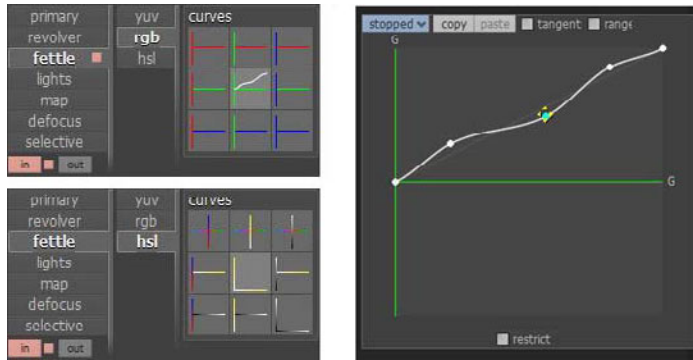 primary
revolver
fettle
lights
map
defocus
selective
in out
yuv
rgb
hsl
curves
primary
revolver
fettle
lights
map
defocus
selective
in out
yuv
rgb
hsl
curves
stopped copy paste tangent range
G
G
restrict